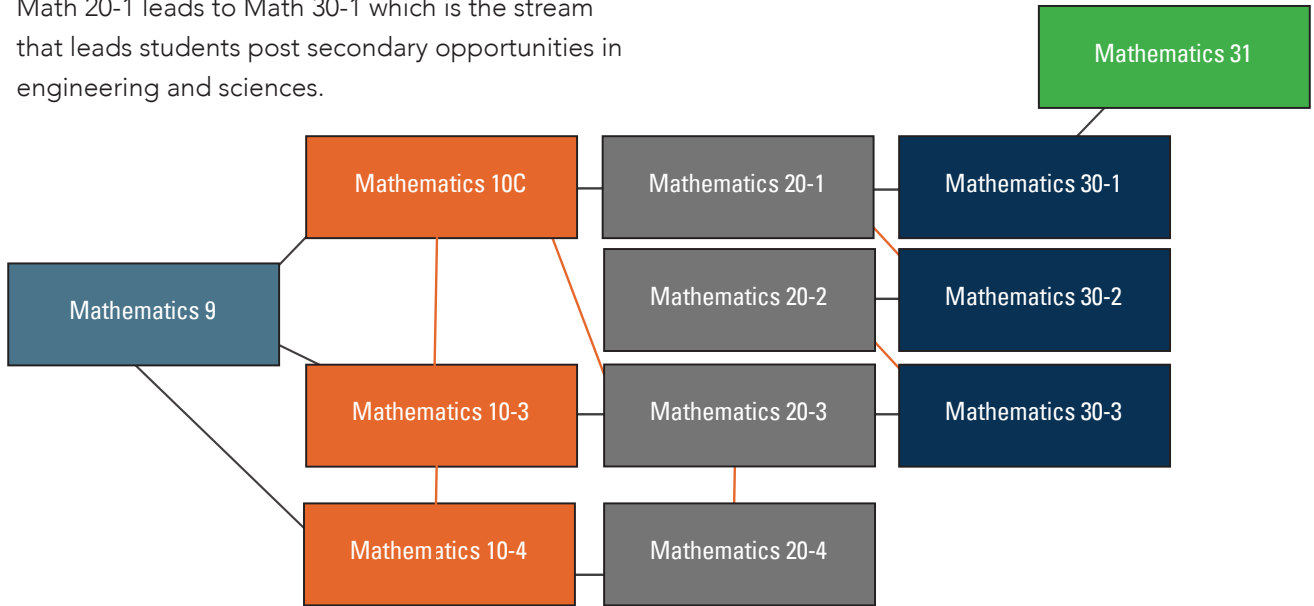 Math 20-1 leads to Math 30-1 which is the stream
that leads students post secondary opportunities in
engineering and sciences.
Mathematics 31
Mathematics 10C
Mathematics 20-1
Mathematics 30-1
Mathematics 9
Mathematics 20-2
Mathematics 30-2
Mathematics 10-3
Mathematics 20-3
Mathematics 30-3
Mathematics 10-4
Mathematics 20-4